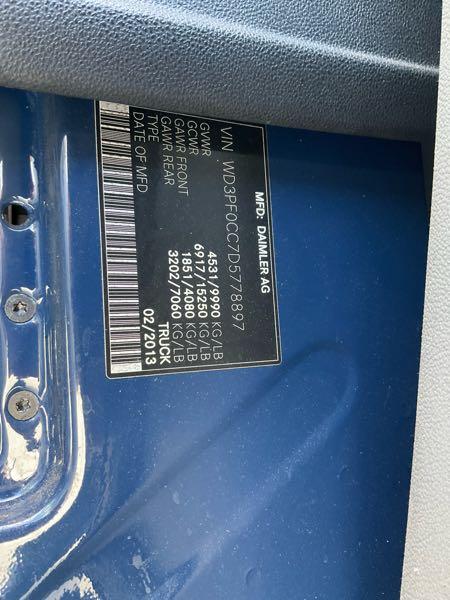 MFD: DAIMLER AG
VIN WD3PF0CC7D5778897
GVWR 4531/9990 KG/LB
GCWR 6917/15250 KG/LB
GAWR FRONT 1851/4080 KG/LB
GAWR REAR 3202/7060 KG/LB
TYPE TRUCK
DATE OF MFD 02/2013